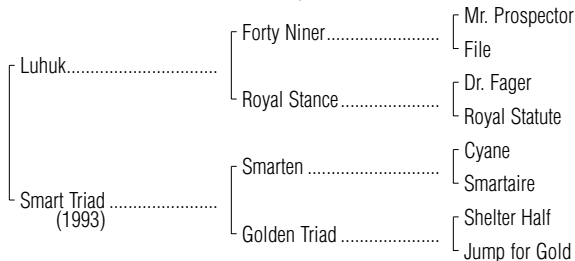 Mr. Prospector
Forty Niner
File
Luhuk
Dr. Fager
Royal Stance
Royal Statute
Cyane
Smarten
Smartaire
Smart Triad
(1993)
Shelter Half
Golden Triad
Jump for Gold